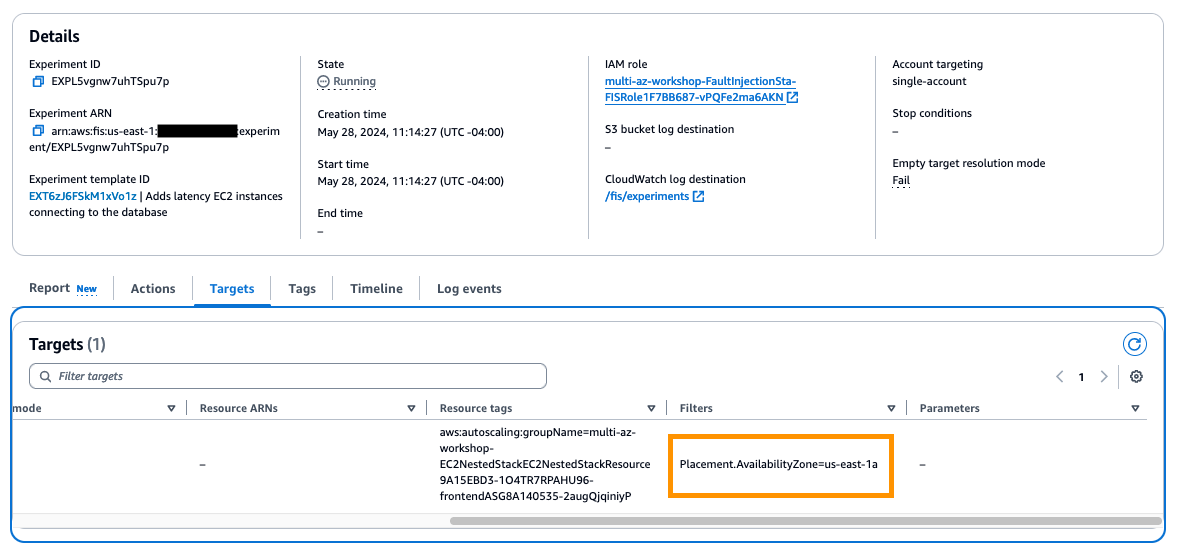 Details
Experiment ID
EXPL5vgnw7uhTSpu7p
Experiment ARN
arn:aws:fis:us-east-1: :experim
ent/EXPL5vgnw7uhTSpu7p
Experiment template ID
EXT6zJ6FSkM1xVo1z | Adds latency EC2 instances
connecting to the database
State
Running
Creation time
May 28, 2024, 11:14:27 (UTC -04:00)
Start time
May 28, 2024, 11:14:27 (UTC -04:00)
End time
–
IAM role
multi-az-workshop-FaultInjectionSta-
FISRole1F7BB687-vPQFe2ma6AKN
S3 bucket log destination
–
CloudWatch log destination
/fis/experiments
Account targeting
single-account
Stop conditions
–
Empty target resolution mode
Fail
Report New
Actions
Targets
Tags
Timeline
Log events
Targets (1)
Filter targets
1
mode
Resource ARNs
Resource tags
Filters
Parameters
–
aws:autoscaling:groupName=multi-az-
workshop-
EC2NestedStackEC2NestedStackResource
9A15EBD3-1O4TR7RPAHU96-
frontendASG8A140535-2augQjqiniyP
Placement.AvailabilityZone=us-east-1a
–